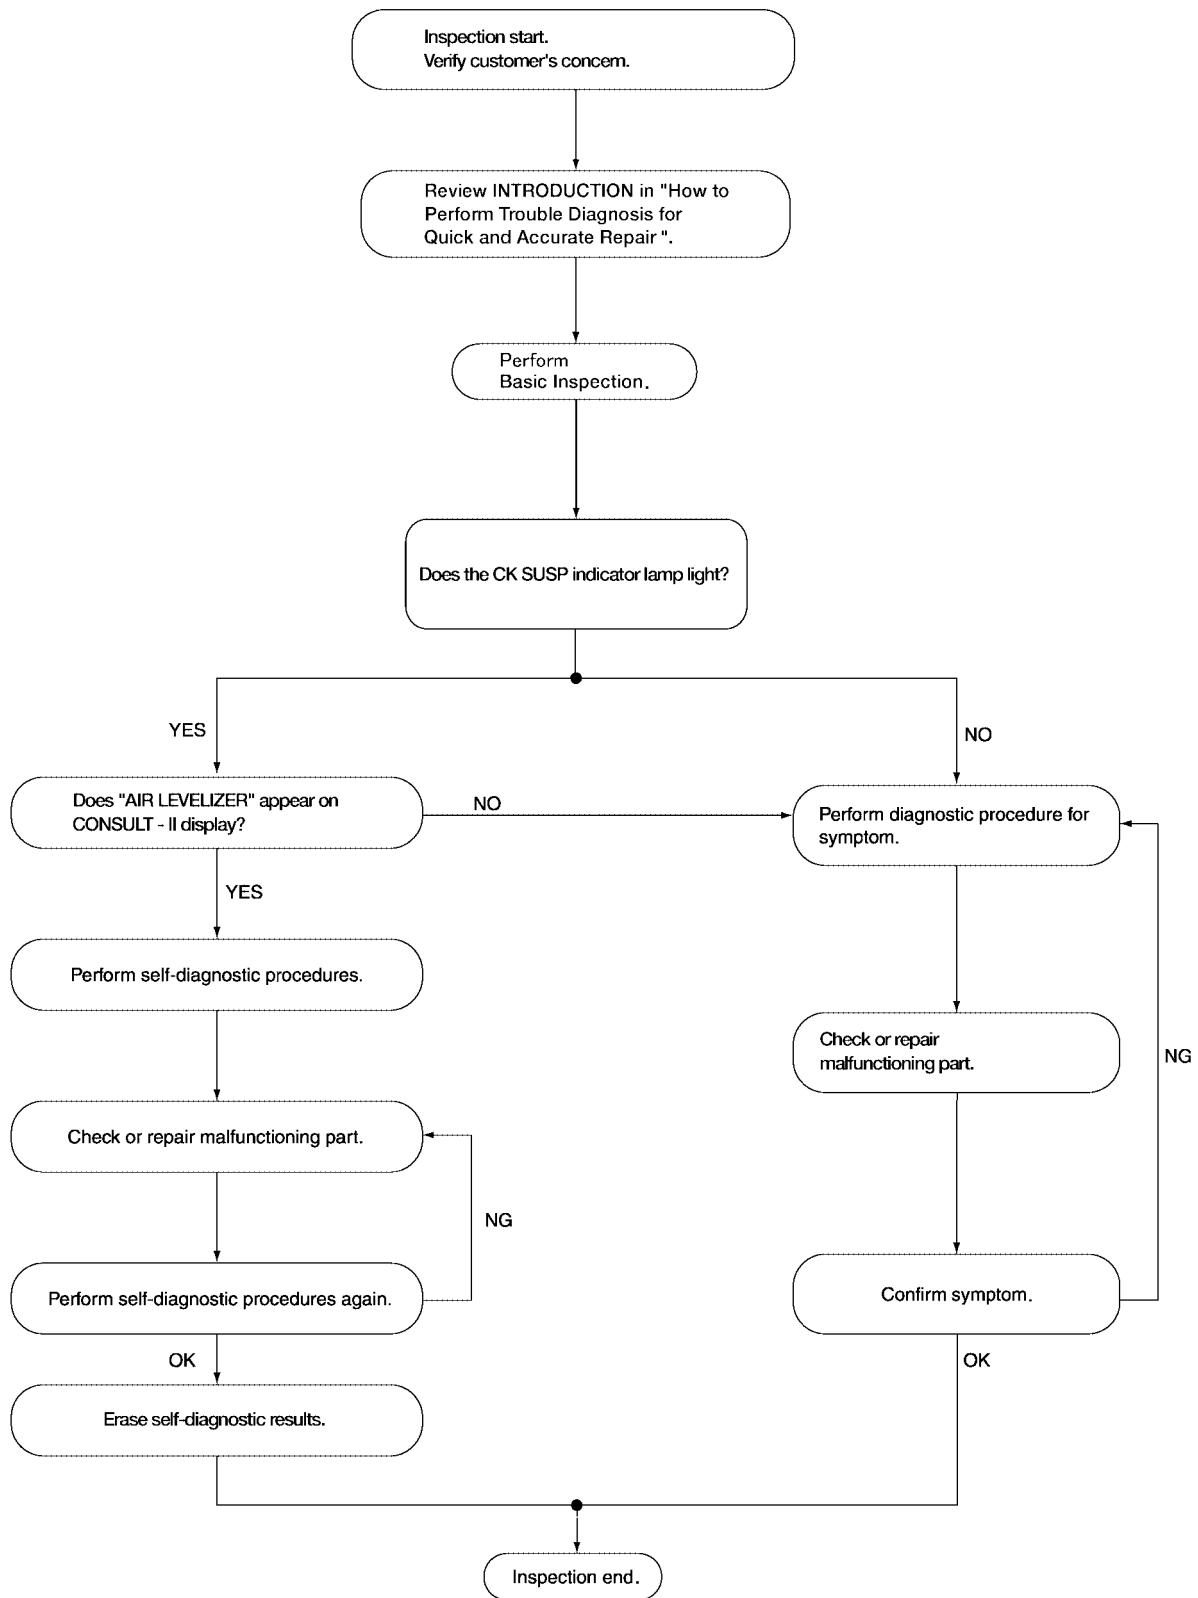 Inspection start.
Verify customer's concern.
Review INTRODUCTION in "How to
Perform Trouble Diagnosis for
Quick and Accurate Repair ".
Perform
Basic Inspection.
Does the CK SUSP indicator lamp light?
YES
NO
Does "AIR LEVELIZER" appear on
CONSULT - II display?
NO
Perform diagnostic procedure for
symptom.
YES
Perform self-diagnostic procedures.
Check or repair
malfunctioning part.
NG
Check or repair malfunctioning part.
NG
Perform self-diagnostic procedures again.
Confirm symptom.
OK
OK
Erase self-diagnostic results.
Inspection end.